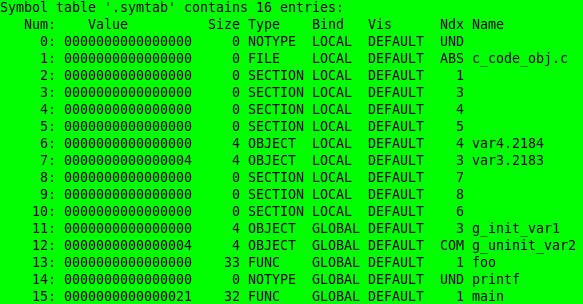 Symbol table '.symtab' contains 16 entries:
   Num:    Value          Size Type    Bind   Vis      Ndx Name
     0: 0000000000000000     0 NOTYPE  LOCAL  DEFAULT  UND
     1: 0000000000000000     0 FILE    LOCAL  DEFAULT  ABS c_code_obj.c
     2: 0000000000000000     0 SECTION LOCAL  DEFAULT    1
     3: 0000000000000000     0 SECTION LOCAL  DEFAULT    3
     4: 0000000000000000     0 SECTION LOCAL  DEFAULT    4
     5: 0000000000000000     0 SECTION LOCAL  DEFAULT    5
     6: 0000000000000000     4 OBJECT  LOCAL  DEFAULT    4 var4.2184
     7: 0000000000000004     4 OBJECT  LOCAL  DEFAULT    3 var3.2183
     8: 0000000000000000     0 SECTION LOCAL  DEFAULT    7
     9: 0000000000000000     0 SECTION LOCAL  DEFAULT    8
    10: 0000000000000000     0 SECTION LOCAL  DEFAULT    6
    11: 0000000000000000     4 OBJECT  GLOBAL DEFAULT    3 g_init_var1
    12: 0000000000000004     4 OBJECT  GLOBAL DEFAULT  COM g_uninit_var2
    13: 0000000000000000    33 FUNC    GLOBAL DEFAULT    1 foo
    14: 0000000000000000     0 NOTYPE  GLOBAL DEFAULT  UND printf
    15: 0000000000000021    32 FUNC    GLOBAL DEFAULT    1 main